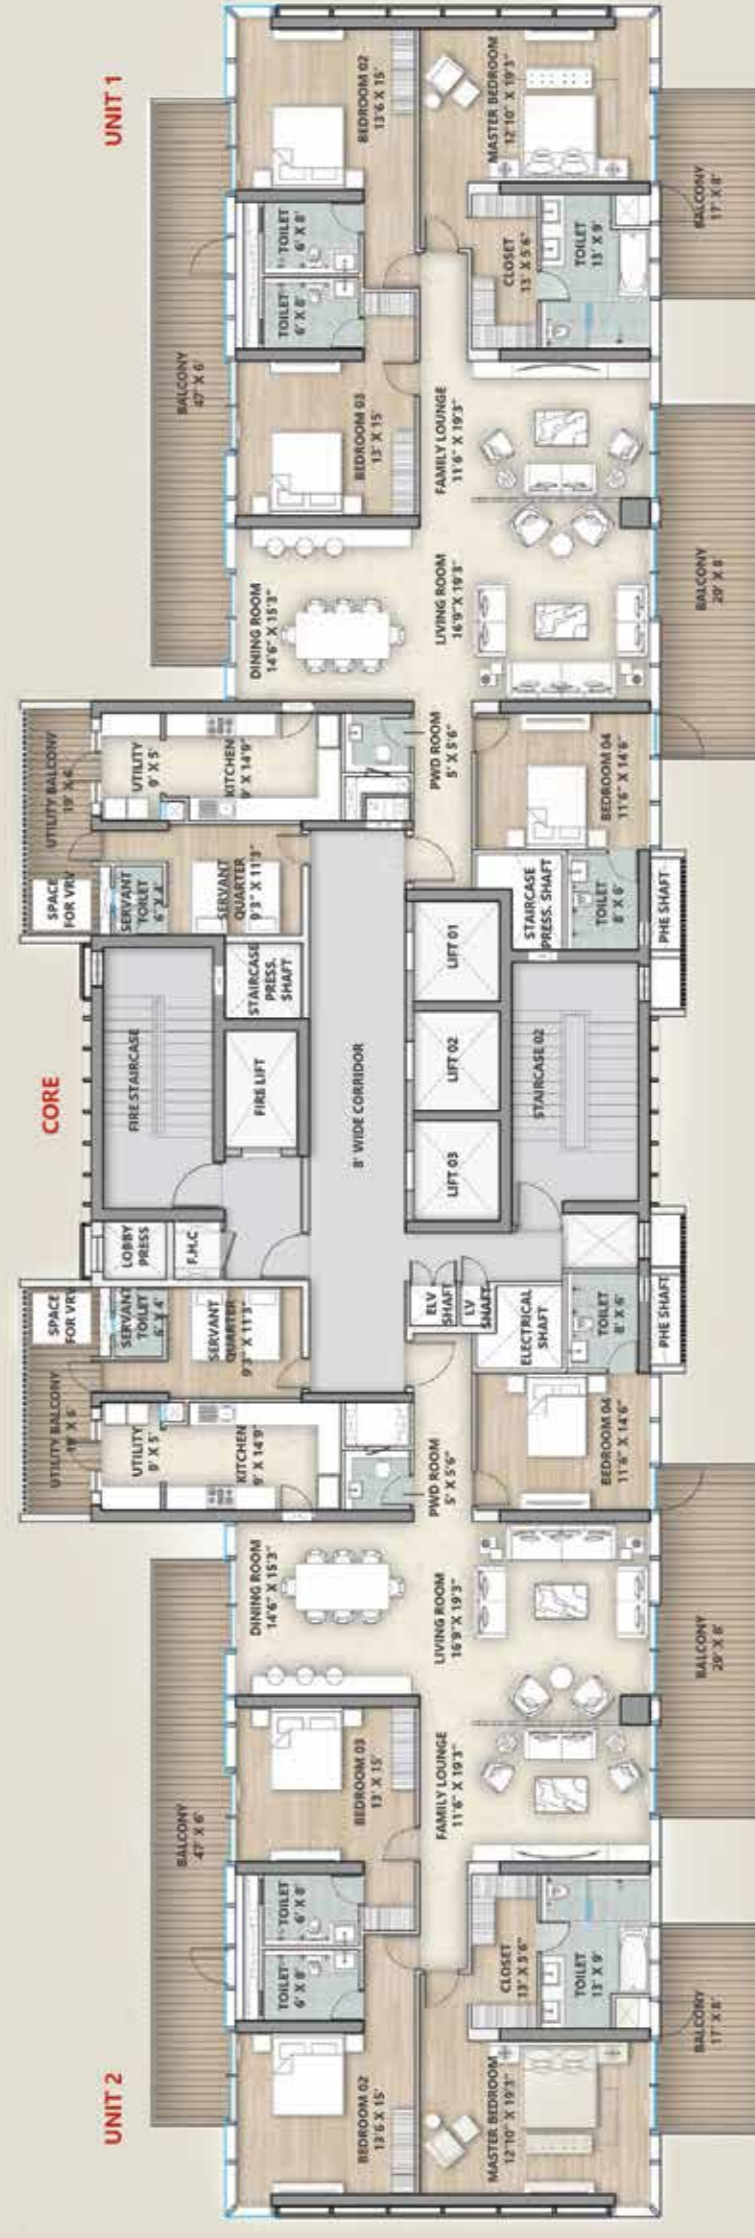 UNIT 2
CORE
UNIT 1
BALCONY
47' X 6'
UTILITY BALCONY
19' X 6'
SPACE
FOR VRV
SPACE
FOR VRV
UTILITY BALCONY
19' X 6'
BALCONY
47' X 6'
BEDROOM 02
13'6 X 15'
TOILET
6' X 8'
TOILET
6' X 8'
BEDROOM 03
13' X 15'
DINING ROOM
14'6" X 15'3"
UTILITY
9' X 5'
KITCHEN
9' X 14'9"
SERVANT
TOILET
6' X 4'
SERVANT
QUARTER
9'3" X 11'3"
LOBBY
PRESS
F.H.C
FIRE STAIRCASE
FIRE LIFT
STAIRCASE
PRESS.
SHAFT
SERVANT
TOILET
6' X 4'
SERVANT
QUARTER
9'3" X 11'3"
UTILITY
9' X 5'
KITCHEN
9' X 14'9"
DINING ROOM
14'6" X 15'3"
BEDROOM 03
13' X 15'
TOILET
6' X 8'
TOILET
6' X 8'
BEDROOM 02
13'6 X 15'
8' WIDE CORRIDOR
MASTER BEDROOM
12'10" X 19'3"
CLOSET
13' X 5'6"
TOILET
13' X 9'
FAMILY LOUNGE
11'6" X 19'3"
LIVING ROOM
16'9" X 19'3"
PWD ROOM
5' X 5'6"
BEDROOM 04
11'6" X 14'6"
TOILET
8' X 6'
ELV
SHAFT
LV
SHAFT
ELECTRICAL
SHAFT
LIFT 03
LIFT 02
LIFT 01
STAIRCASE 02
STAIRCASE
PRESS. SHAFT
TOILET
8' X 6'
PWD ROOM
5' X 5'6"
BEDROOM 04
11'6" X 14'6"
LIVING ROOM
16'9" X 19'3"
FAMILY LOUNGE
11'6" X 19'3"
CLOSET
13' X 5'6"
TOILET
13' X 9'
MASTER BEDROOM
12'10" X 19'3"
BALCONY
17' X 8'
BALCONY
29' X 8'
PHE SHAFT
PHE SHAFT
BALCONY
29' X 8'
BALCONY
17' X 8'